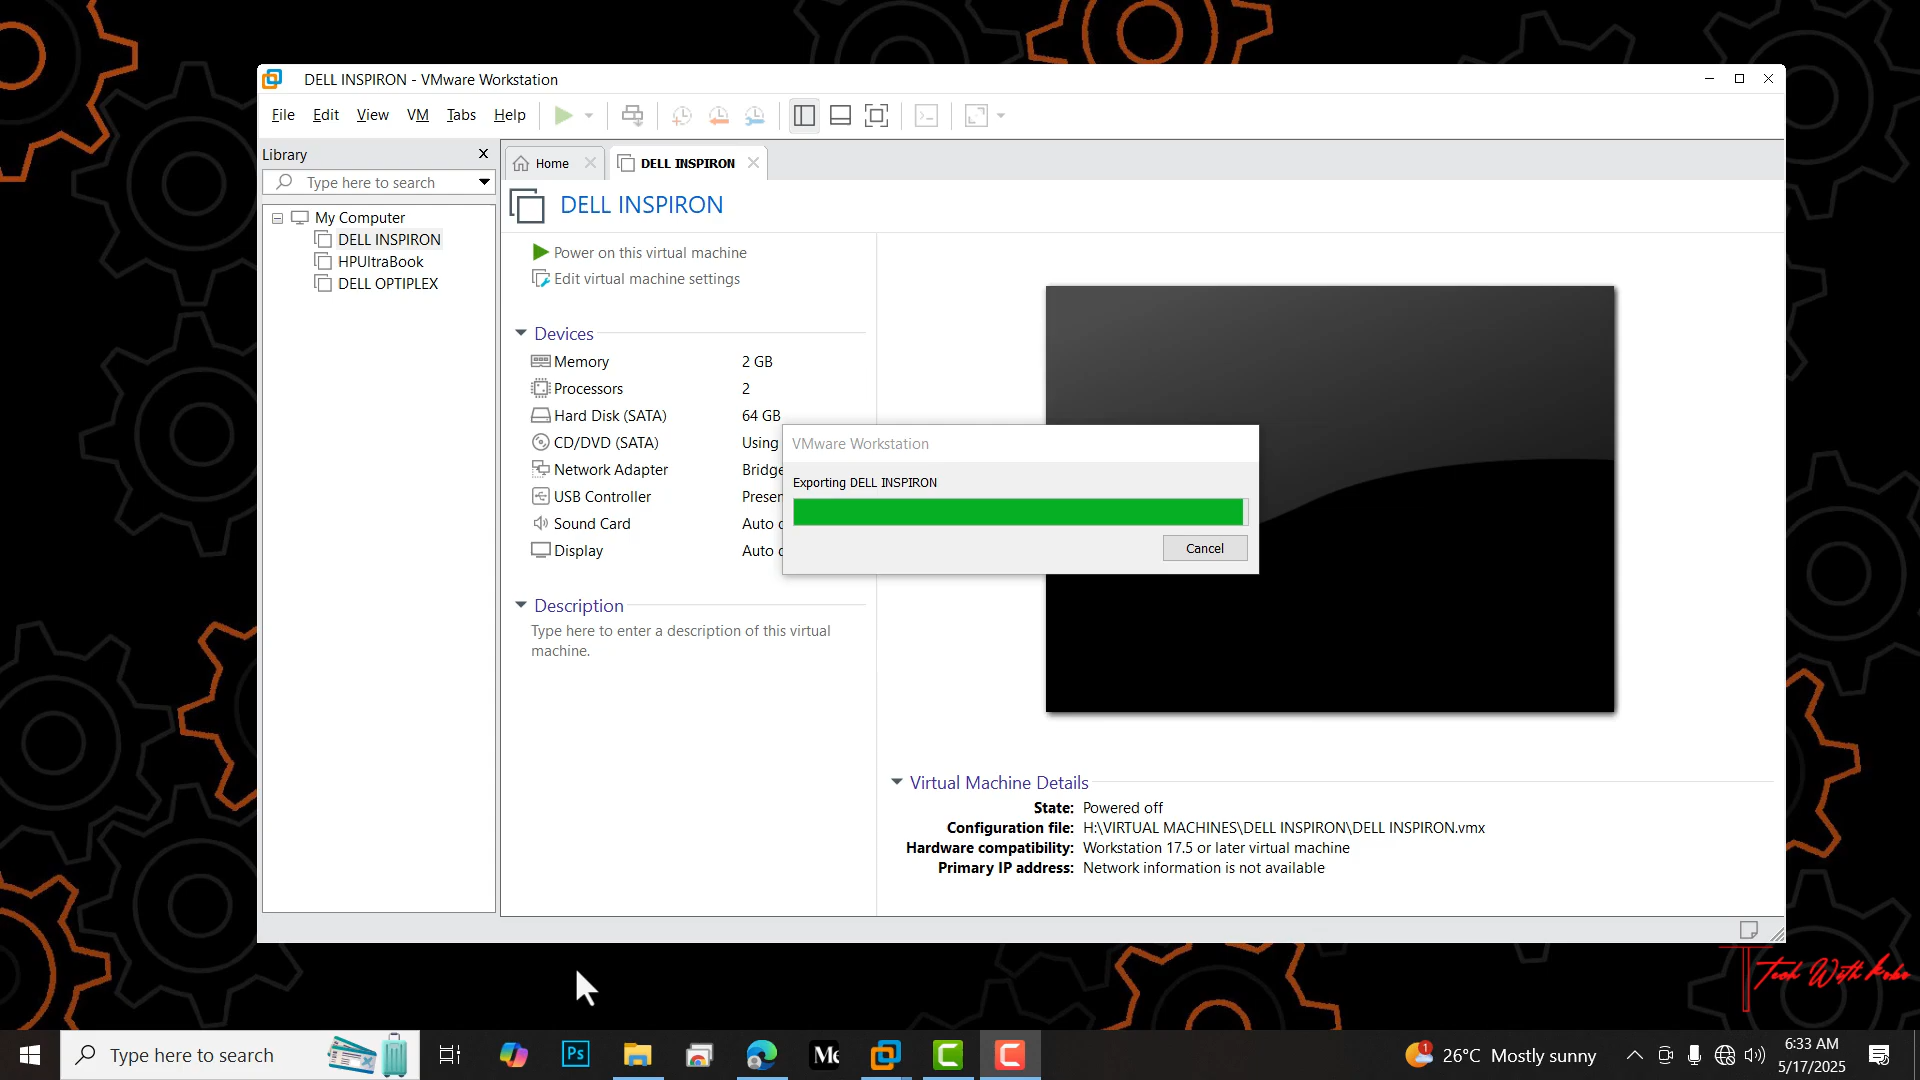 DELL INSPIRON - VMware Workstation
File Edit View VM Tabs Help
Library
Type here to search
My Computer
DELL INSPIRON
HPUltraBook
DELL OPTIPLEX
Home DELL INSPIRON
DELL INSPIRON
Power on this virtual machine
Edit virtual machine settings
Devices
Memory 2 GB
Processors 2
Hard Disk (SATA) 64 GB
CD/DVD (SATA) Using
Network Adapter Bridge
USB Controller Presen
Sound Card Auto
Display Auto
Description
Type here to enter a description of this virtual
machine.
VMware Workstation
Exporting DELL INSPIRON
Cancel
Virtual Machine Details
State: Powered off
Configuration file: H:\VIRTUAL MACHINES\DELL INSPIRON\DELL INSPIRON.vmx
Hardware compatibility: Workstation 17.5 or later virtual machine
Primary IP address: Network information is not available
Tech With Kobo
Type here to search
Ps
Me
1
26°C Mostly sunny
6:33 AM
5/17/2025